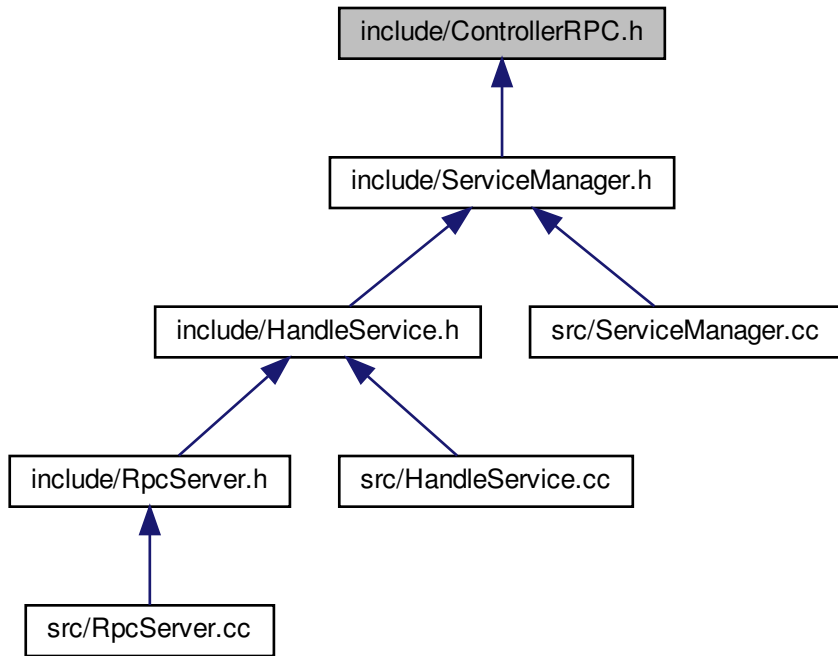 include/ControllerRPC.h
include/ServiceManager.h
include/HandleService.h
src/ServiceManager.cc
include/RpcServer.h
src/HandleService.cc
src/RpcServer.cc